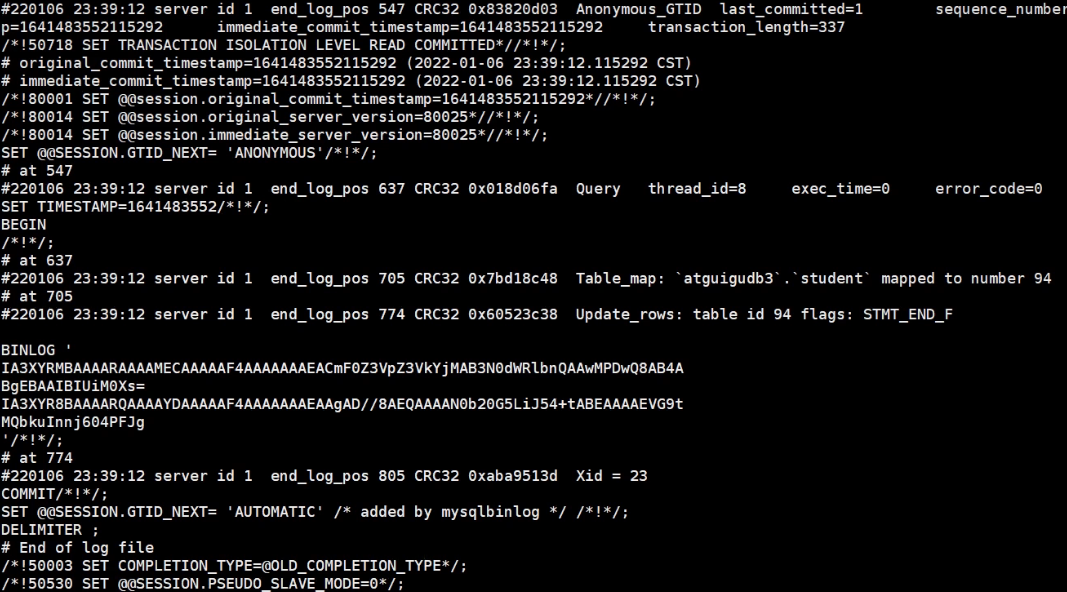 #220106 23:39:12 server id 1  end_log_pos 547 CRC32 0x83820d03  Anonymous_GTID  last_committed=1        sequence_number
p=1641483552115292      immediate_commit_timestamp=1641483552115292     transaction_length=337
/*!50718 SET TRANSACTION ISOLATION LEVEL READ COMMITTED*//*!*/;
# original_commit_timestamp=1641483552115292 (2022-01-06 23:39:12.115292 CST)
# immediate_commit_timestamp=1641483552115292 (2022-01-06 23:39:12.115292 CST)
/*!80001 SET @@session.original_commit_timestamp=1641483552115292*//*!*/;
/*!80014 SET @@session.original_server_version=80025*//*!*/;
/*!80014 SET @@session.immediate_server_version=80025*//*!*/;
SET @@SESSION.GTID_NEXT= 'ANONYMOUS'/*!*/;
# at 547
#220106 23:39:12 server id 1  end_log_pos 637 CRC32 0x018d06fa  Query   thread_id=8     exec_time=0     error_code=0
SET TIMESTAMP=1641483552/*!*/;
BEGIN
/*!*/;
# at 637
#220106 23:39:12 server id 1  end_log_pos 705 CRC32 0x7bd18c48  Table_map: `atguigudb3`.`student` mapped to number 94
# at 705
#220106 23:39:12 server id 1  end_log_pos 774 CRC32 0x60523c38  Update_rows: table id 94 flags: STMT_END_F

BINLOG '
IA3XYRMBAAAARAAAAMECAAAAAF4AAAAAAAEACmF0Z3VpZ3VkYjMAB3N0dWRlbnQAAwMPDwQ8AB4A
BgEBAAIBIUiM0Xs=
IA3XYR8BAAAARQAAAAYDAAAAAF4AAAAAAAEAAgAD//8AEQAAAAN0b20G5LiJ54+tABEAAAAEVG9t
MQbkuInnj604PFJg
'/*!*/;
# at 774
#220106 23:39:12 server id 1  end_log_pos 805 CRC32 0xaba9513d  Xid = 23
COMMIT/*!*/;
SET @@SESSION.GTID_NEXT= 'AUTOMATIC' /* added by mysqlbinlog */ /*!*/;
DELIMITER ;
# End of log file
/*!50003 SET COMPLETION_TYPE=@OLD_COMPLETION_TYPE*/;
/*!50530 SET @@SESSION.PSEUDO_SLAVE_MODE=0*/;